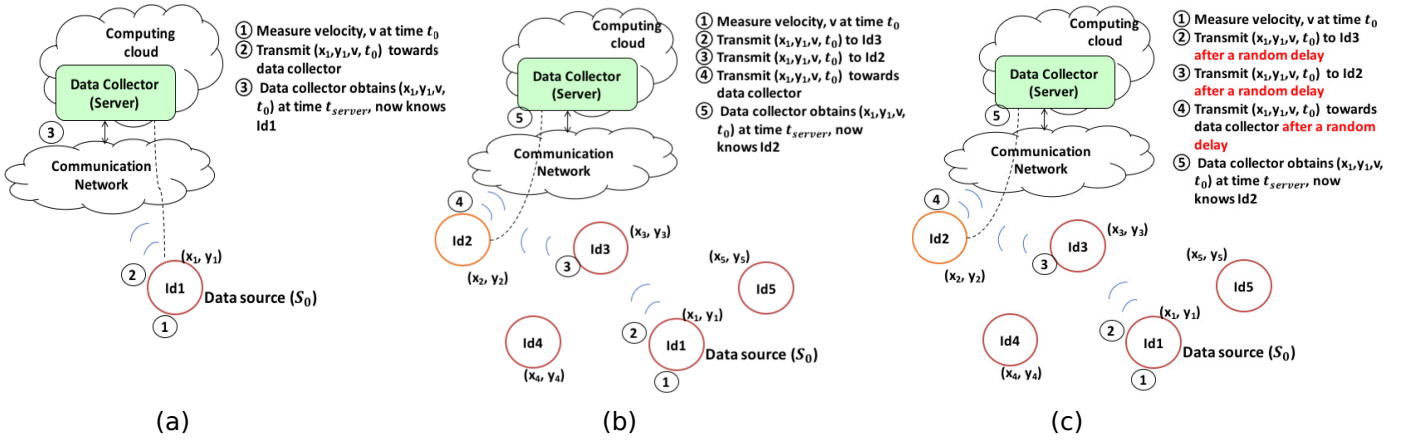 Computing
cloud
Data Collector
(Server)
3
Communication
Network
2
(x₁, y₁)
Id1
Data source (S₀)
1
① Measure velocity, v at time t₀
② Transmit (x₁,y₁,v, t₀) towards
data collector
③ Data collector obtains (x₁,y₁,v,
t₀) at time t_server, now knows
Id1
(a)
Computing
cloud
Data Collector
(Server)
5
Communication
Network
4
Id2
(x₂, y₂)
Id3
(x₃, y₃)
3
(x₅, y₅)
Id5
Id4
(x₄, y₄)
2
(x₁, y₁)
Id1
Data source (S₀)
1
① Measure velocity, v at time t₀
② Transmit (x₁,y₁,v, t₀) to Id3
③ Transmit (x₁,y₁,v, t₀) to Id2
④ Transmit (x₁,y₁,v, t₀) towards
data collector
⑤ Data collector obtains (x₁,y₁,v,
t₀) at time t_server, now
knows Id2
(b)
Computing
cloud
Data Collector
(Server)
5
Communication
Network
4
Id2
(x₂, y₂)
Id3
(x₃, y₃)
3
(x₅, y₅)
Id5
Id4
(x₄, y₄)
2
(x₁, y₁)
Id1
Data source (S₀)
1
① Measure velocity, v at time t₀
② Transmit (x₁,y₁,v, t₀) to Id3
after a random delay
③ Transmit (x₁,y₁,v, t₀) to Id2
after a random delay
④ Transmit (x₁,y₁,v, t₀) towards
data collector after a random
delay
⑤ Data collector obtains (x₁,y₁,v,
t₀) at time t_server, now
knows Id2
(c)